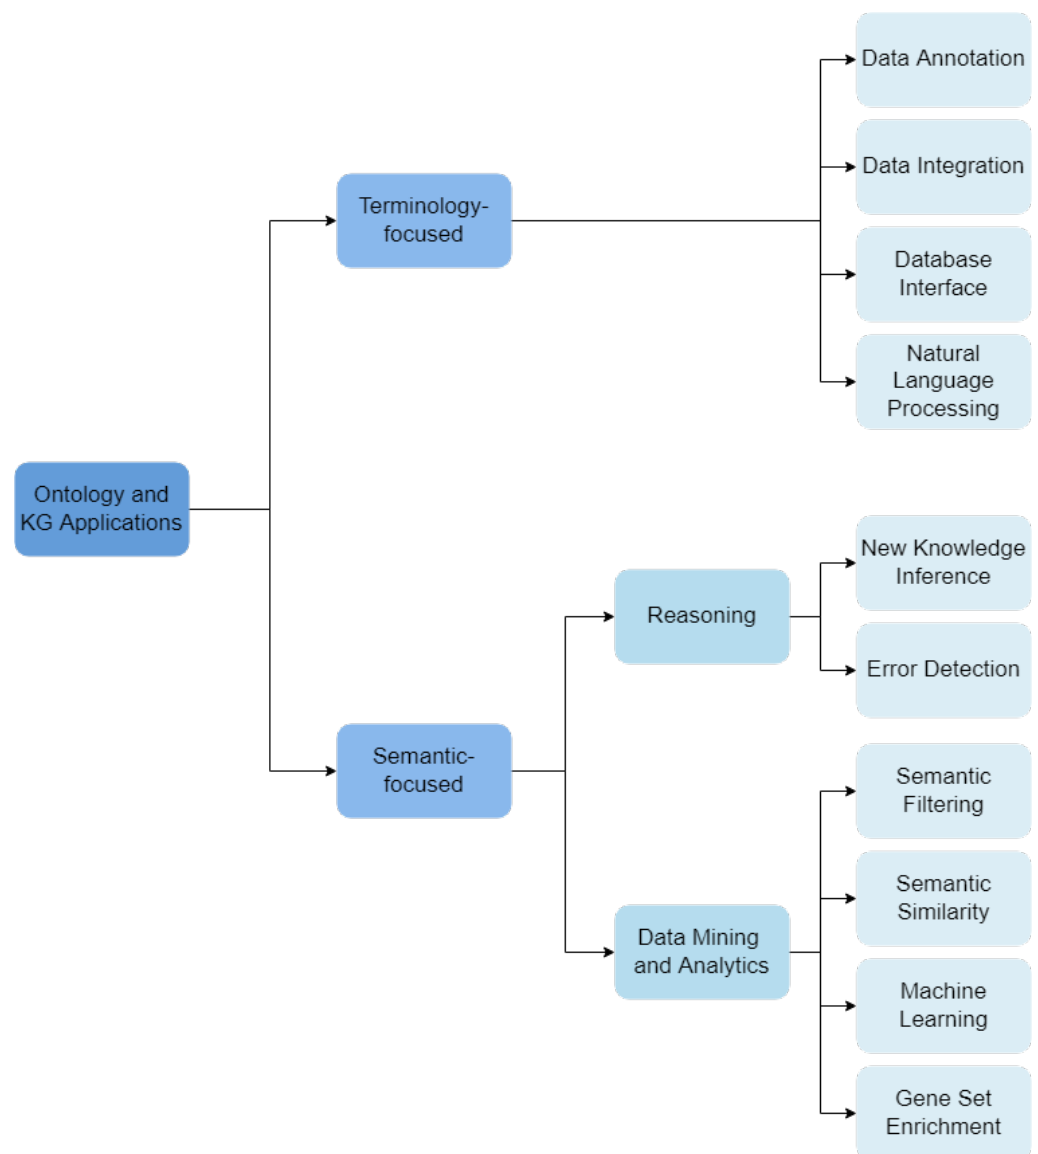 Data Annotation
Data Integration
Terminology-
focused
Database
Interface
Natural
Language
Processing
Ontology and
KG Applications
New Knowledge
Inference
Reasoning
Error Detection
Semantic-
focused
Semantic
Filtering
Semantic
Similarity
Data Mining
and Analytics
Machine
Learning
Gene Set
Enrichment